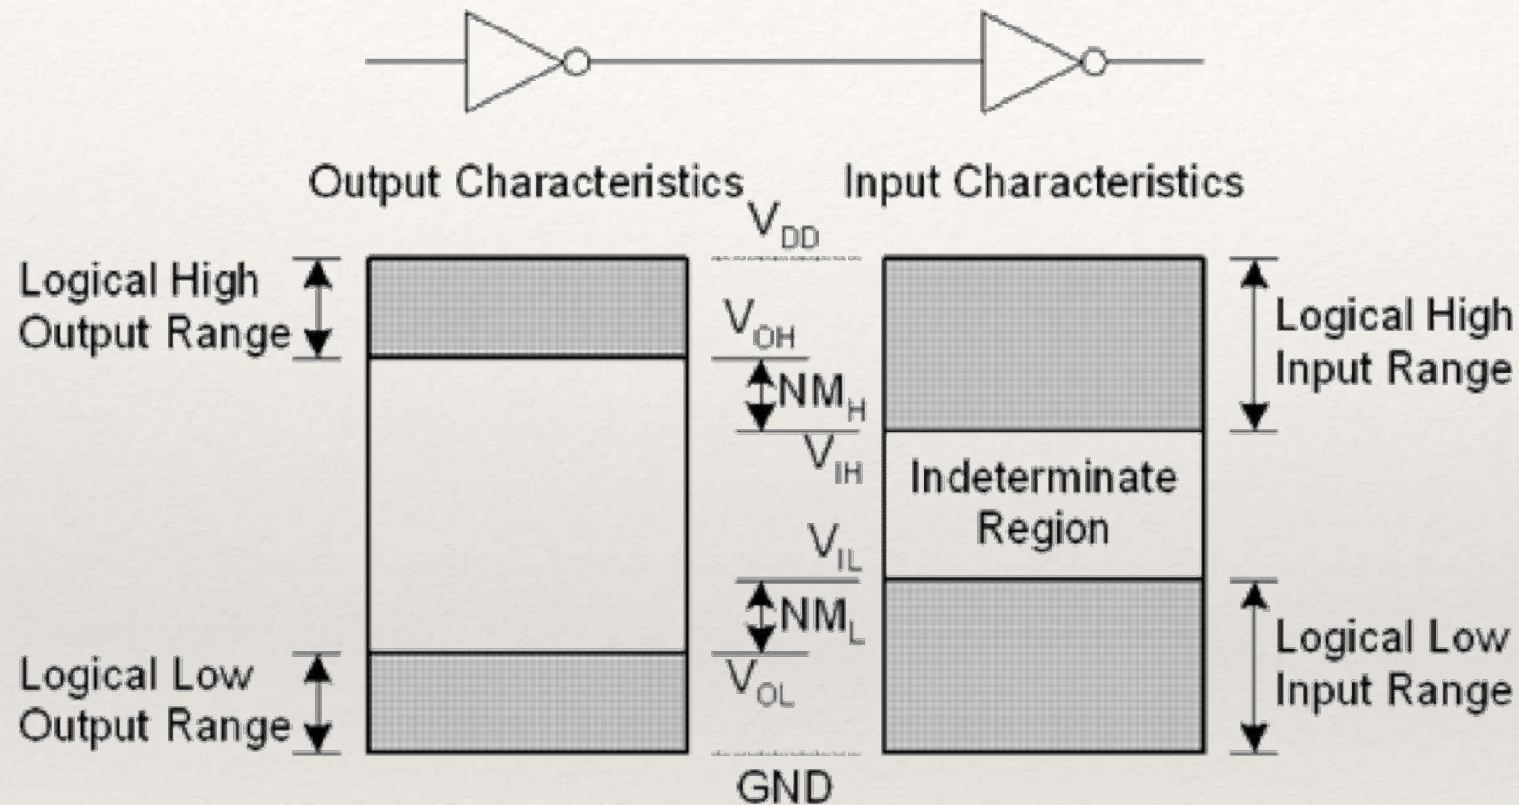 Output Characteristics
Input Characteristics
V_DD
Logical High
Output Range
V_OH
NM_H
V_IH
Logical High
Input Range
Indeterminate
Region
V_IL
NM_L
V_OL
Logical Low
Output Range
Logical Low
Input Range
GND